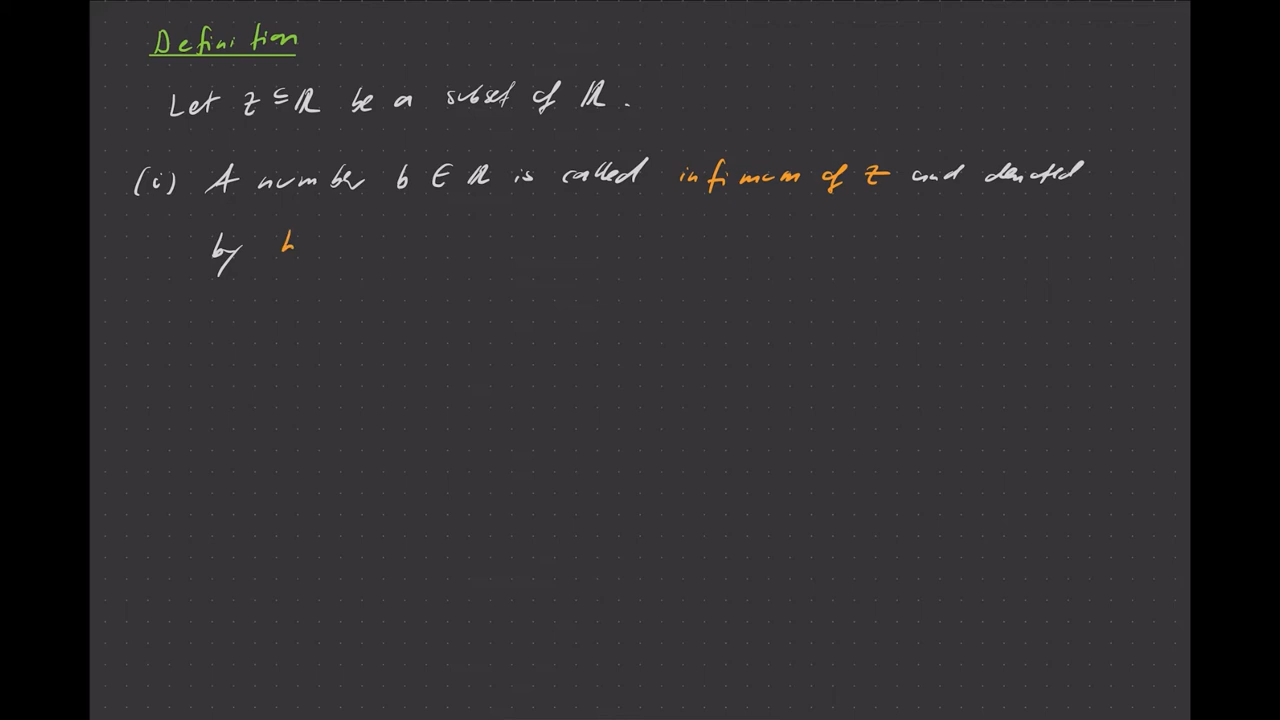 Definition
Let z ⊆ ℝ be a subset of ℝ.
(i) A number b ∈ ℝ is called infimum of z and denoted
by b